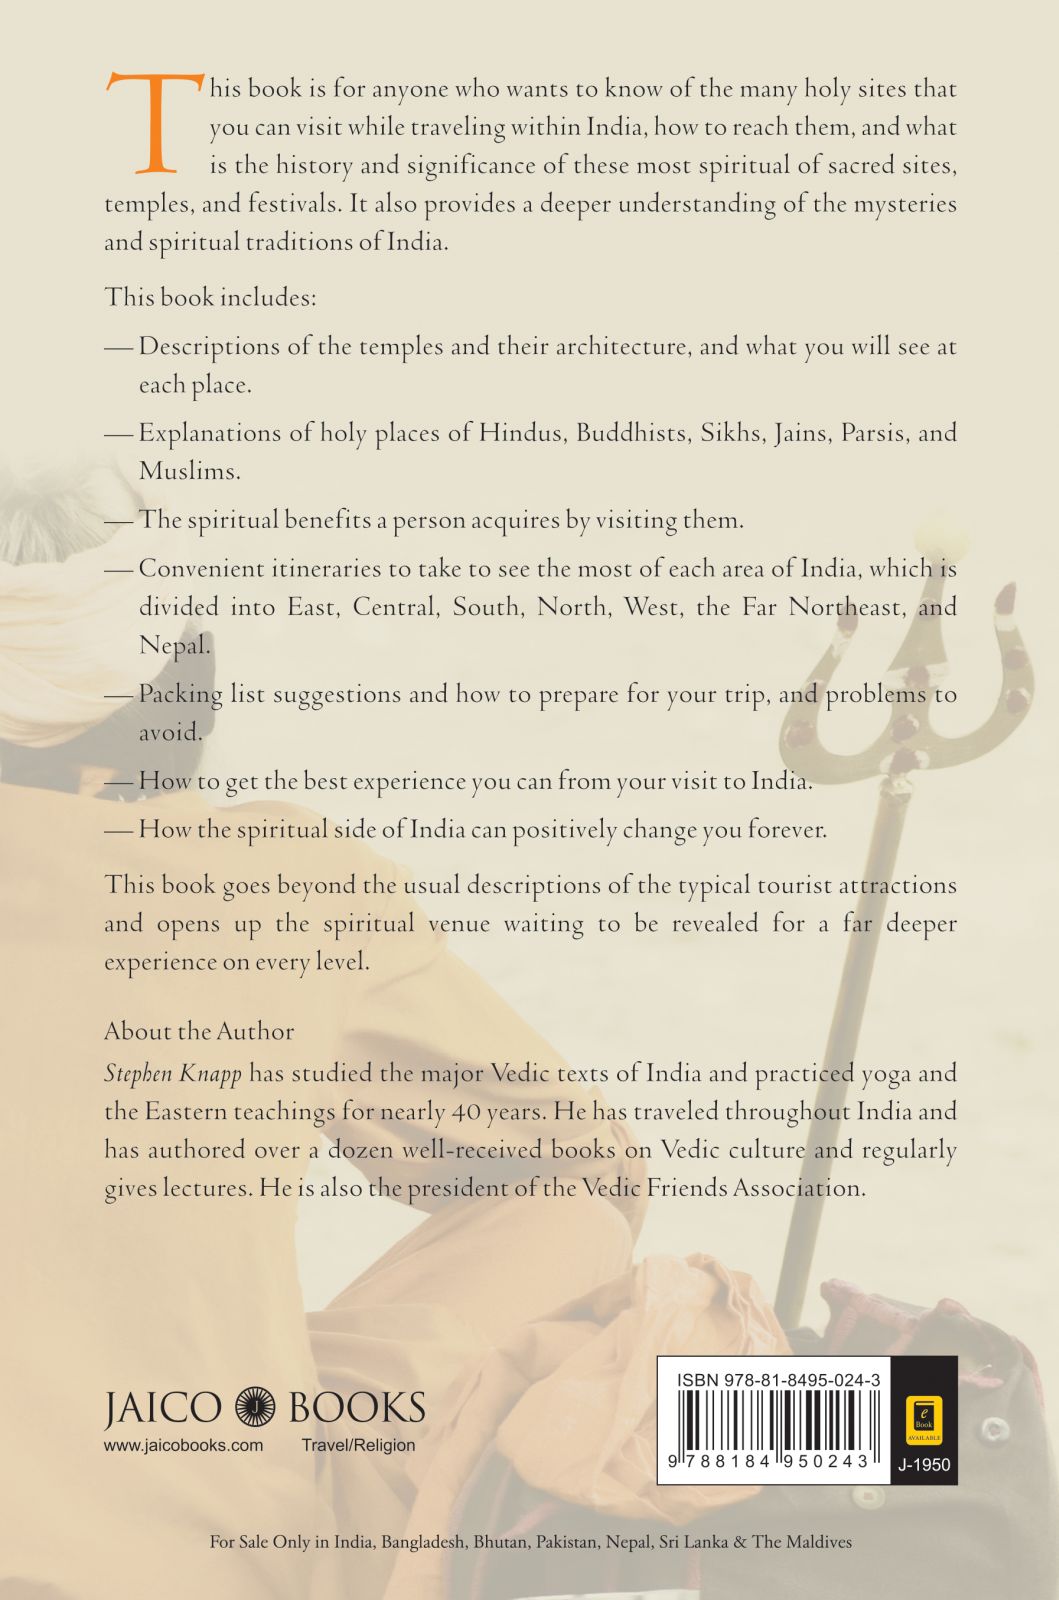 This book is for anyone who wants to know of the many holy sites that
you can visit while traveling within India, how to reach them, and what
is the history and significance of these most spiritual of sacred sites,
temples, and festivals. It also provides a deeper understanding of the mysteries
and spiritual traditions of India.
This book includes:
— Descriptions of the temples and their architecture, and what you will see at
each place.
— Explanations of holy places of Hindus, Buddhists, Sikhs, Jains, Parsis, and
Muslims.
— The spiritual benefits a person acquires by visiting them.
— Convenient itineraries to take to see the most of each area of India, which is
divided into East, Central, South, North, West, the Far Northeast, and
Nepal.
— Packing list suggestions and how to prepare for your trip, and problems to
avoid.
— How to get the best experience you can from your visit to India.
— How the spiritual side of India can positively change you forever.
This book goes beyond the usual descriptions of the typical tourist attractions
and opens up the spiritual venue waiting to be revealed for a far deeper
experience on every level.
About the Author
Stephen Knapp has studied the major Vedic texts of India and practiced yoga and
the Eastern teachings for nearly 40 years. He has traveled throughout India and
has authored over a dozen well-received books on Vedic culture and regularly
gives lectures. He is also the president of the Vedic Friends Association.
JAICO J BOOKS
www.jaicobooks.com Travel/Religion
ISBN 978-81-8495-024-3
9 788184 950243
e
Book
AVAILABLE
J-1950
For Sale Only in India, Bangladesh, Bhutan, Pakistan, Nepal, Sri Lanka & The Maldives